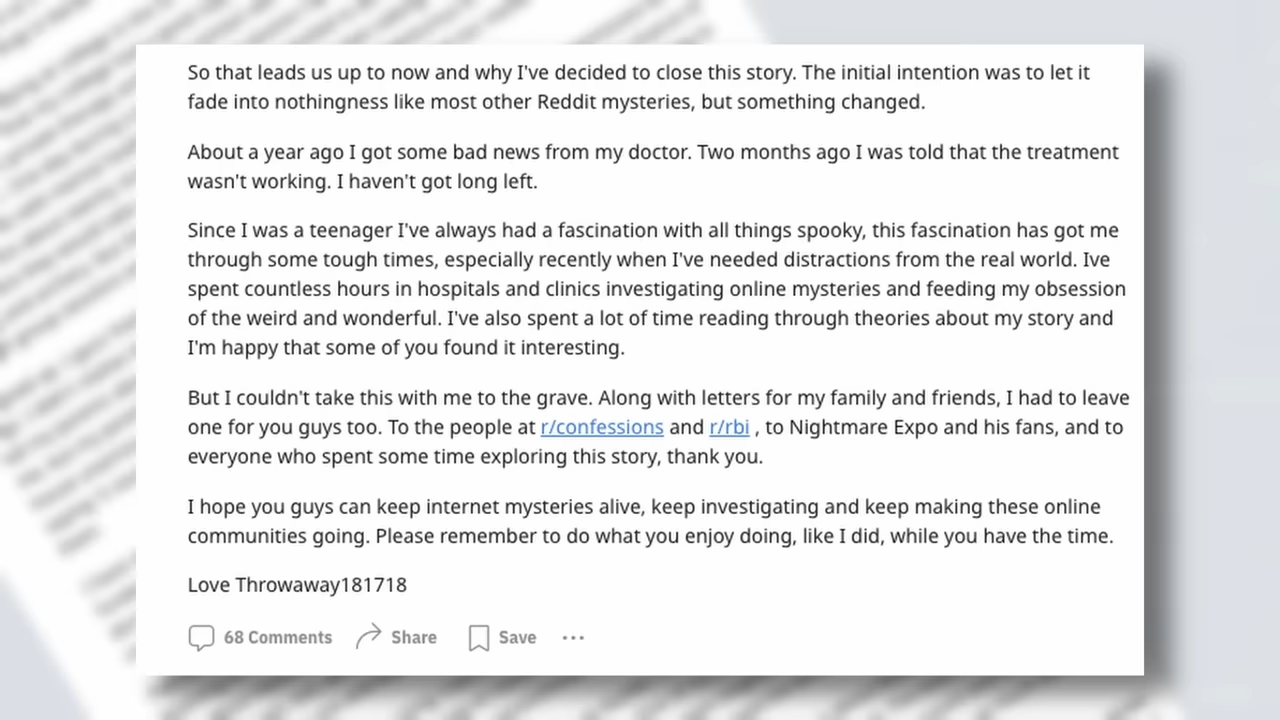 So that leads us up to now and why I've decided to close this story. The initial intention was to let it
fade into nothingness like most other Reddit mysteries, but something changed.
About a year ago I got some bad news from my doctor. Two months ago I was told that the treatment
wasn't working. I haven't got long left.
Since I was a teenager I've always had a fascination with all things spooky, this fascination has got me
through some tough times, especially recently when I've needed distractions from the real world. Ive
spent countless hours in hospitals and clinics investigating online mysteries and feeding my obsession
of the weird and wonderful. I've also spent a lot of time reading through theories about my story and
I'm happy that some of you found it interesting.
But I couldn't take this with me to the grave. Along with letters for my family and friends, I had to leave
one for you guys too. To the people at r/confessions and r/rbi , to Nightmare Expo and his fans, and to
everyone who spent some time exploring this story, thank you.
I hope you guys can keep internet mysteries alive, keep investigating and keep making these online
communities going. Please remember to do what you enjoy doing, like I did, while you have the time.
Love Throwaway181718
68 Comments Share Save ···